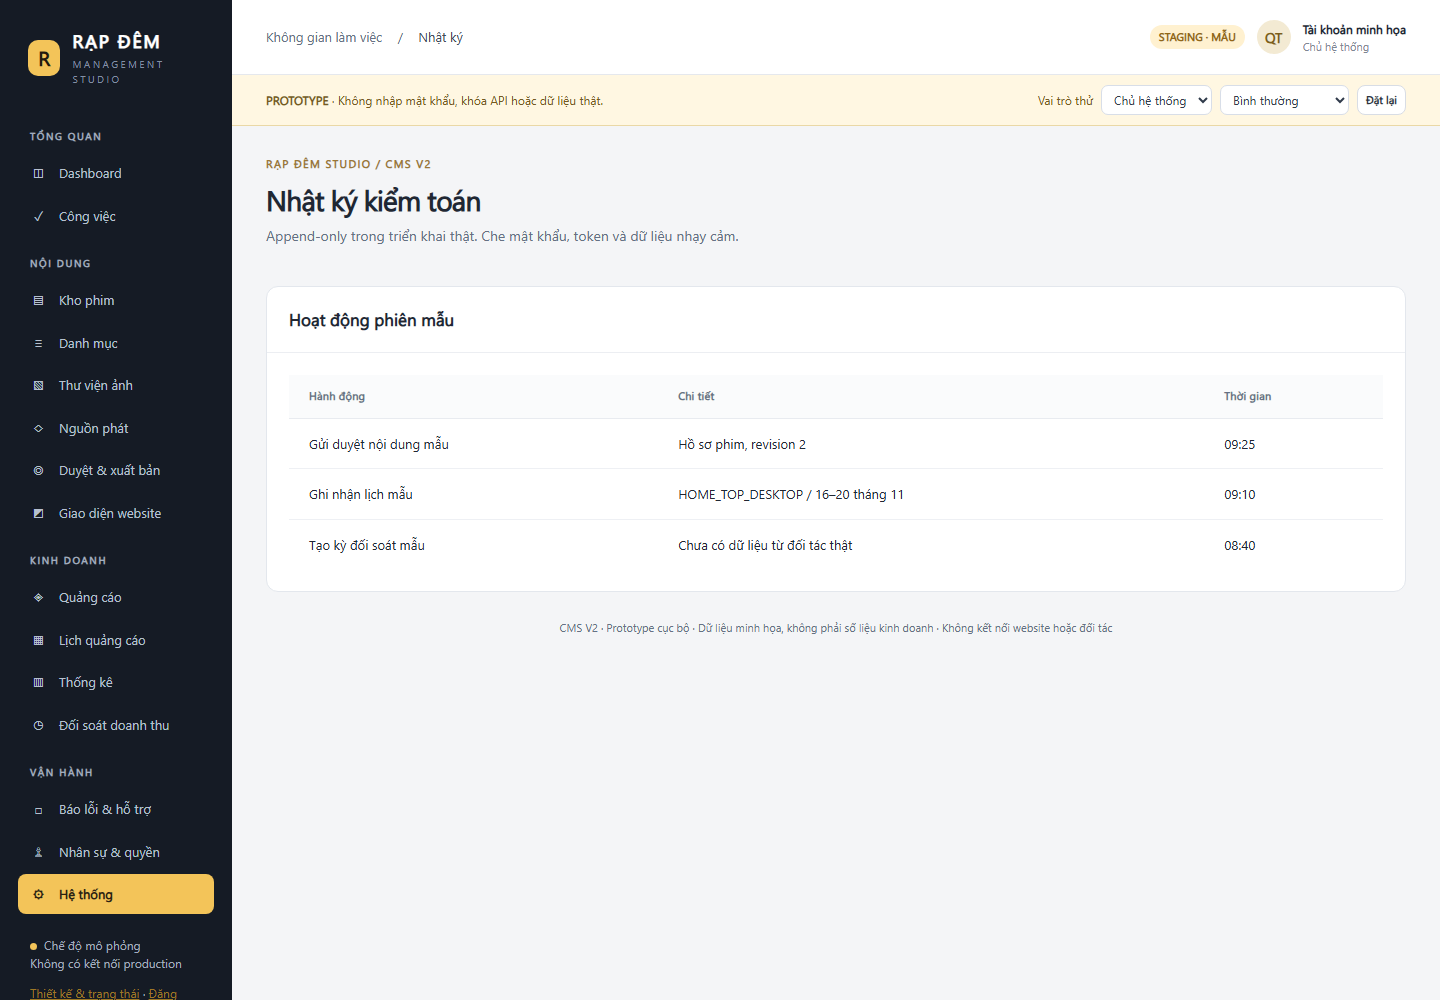 R
RẠP ĐÊM
MANAGEMENT
STUDIO
TỔNG QUAN
Dashboard
Công việc
NỘI DUNG
Kho phim
Danh mục
Thư viện ảnh
Nguồn phát
Duyệt & xuất bản
Giao diện website
KINH DOANH
Quảng cáo
Lịch quảng cáo
Thống kê
Đối soát doanh thu
VẬN HÀNH
Báo lỗi & hỗ trợ
Nhân sự & quyền
Hệ thống
Chế độ mô phỏng
Không có kết nối production
Thiết kế & trạng thái · Đăng
Không gian làm việc / Nhật ký
STAGING · MẪU
QT
Tài khoản minh họa
Chủ hệ thống
PROTOTYPE · Không nhập mật khẩu, khóa API hoặc dữ liệu thật.
Vai trò thử
Chủ hệ thống
Bình thường
Đặt lại
RẠP ĐÊM STUDIO / CMS V2
Nhật ký kiểm toán
Append-only trong triển khai thật. Che mật khẩu, token và dữ liệu nhạy cảm.
Hoạt động phiên mẫu
Hành động Chi tiết Thời gian
Gửi duyệt nội dung mẫu Hồ sơ phim, revision 2 09:25
Ghi nhận lịch mẫu HOME_TOP_DESKTOP / 16–20 tháng 11 09:10
Tạo kỳ đối soát mẫu Chưa có dữ liệu từ đối tác thật 08:40
CMS V2 · Prototype cục bộ · Dữ liệu minh họa, không phải số liệu kinh doanh · Không kết nối website hoặc đối tác